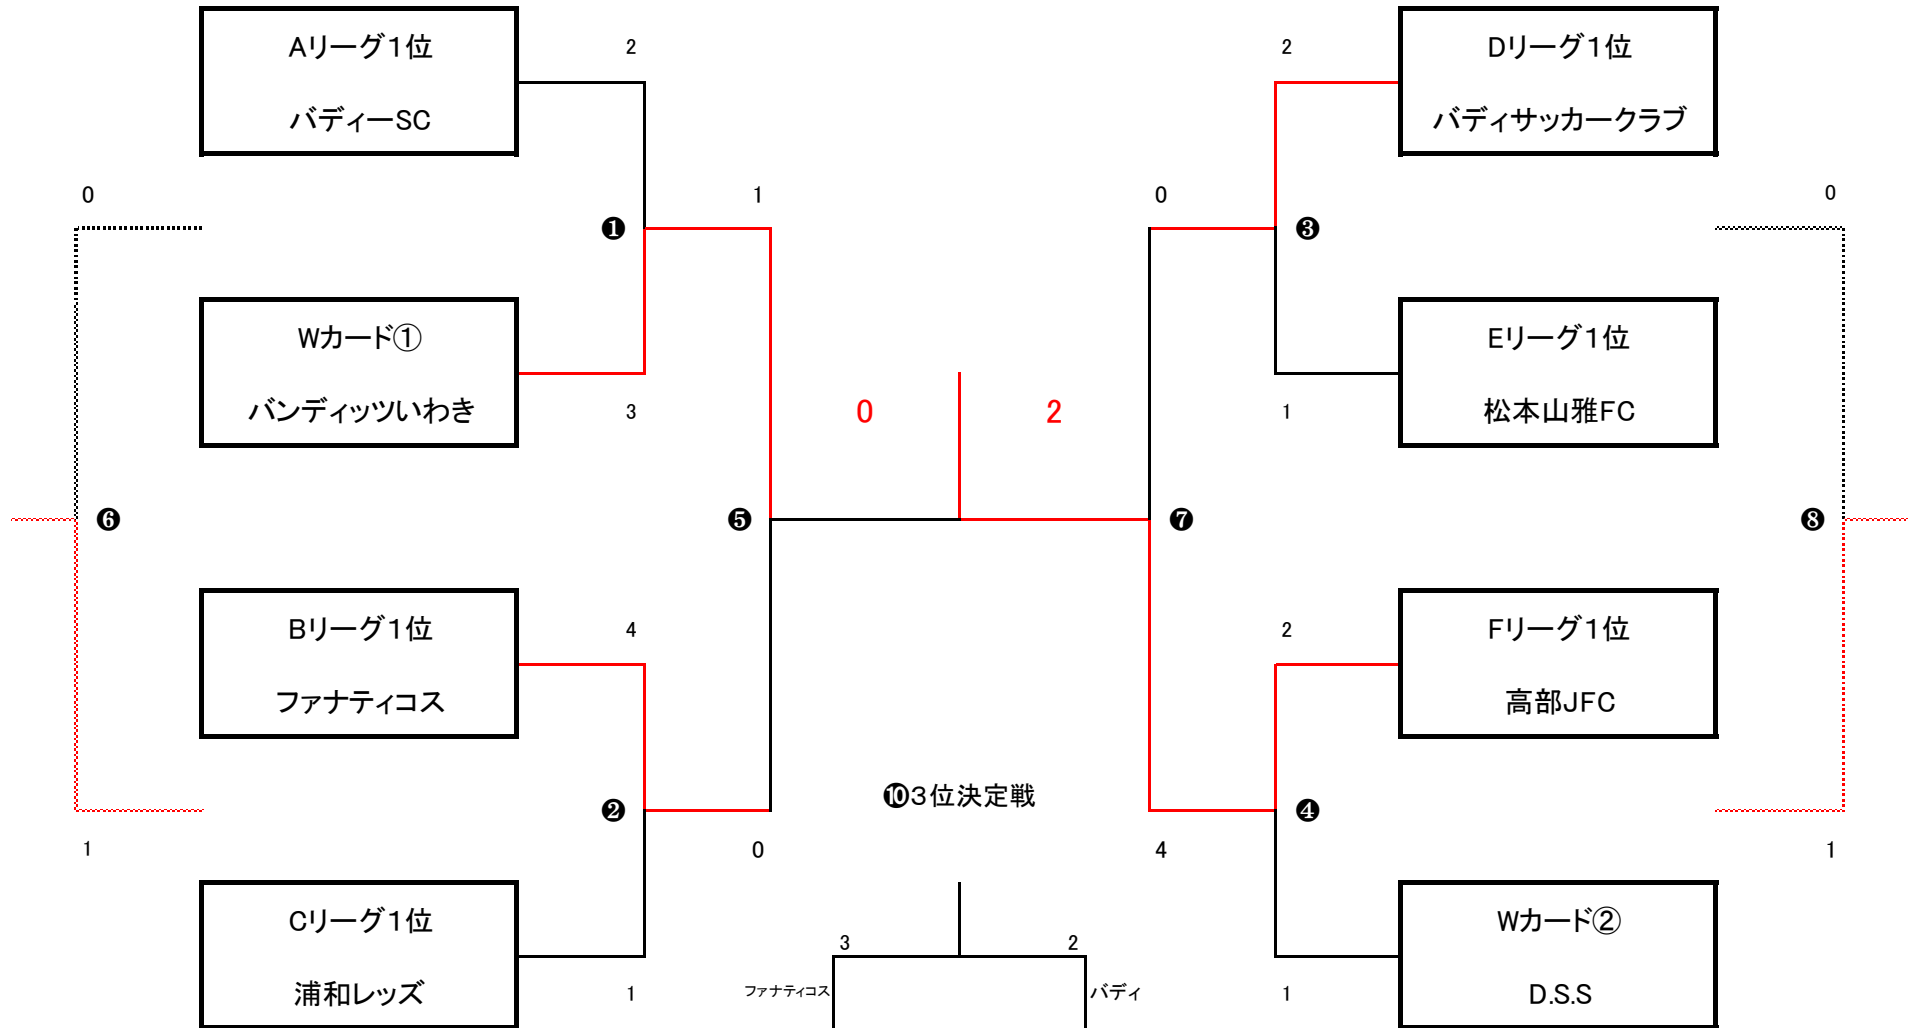 Aリーグ1位
2
2
Dリーグ1位
バディーSC
バディサッカークラブ
0
1
0
0
❶
❸
Wカード①
Eリーグ1位
バンディッツいわき
3
0
2
1
松本山雅FC
❻
❺
❼
❽
Bリーグ1位
4
2
Fリーグ1位
ファナティコス
高部JFC
❷
❿3位決定戦
❹
1
0
4
1
Cリーグ1位
Wカード②
3
2
浦和レッズ
1
ファナティコス
バディ
1
D.S.S